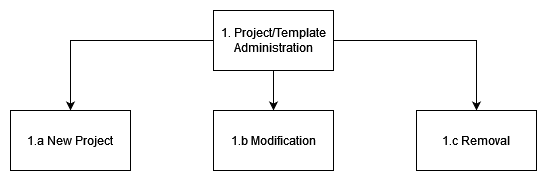 1. Project/Template
Administration
1.a New Project
1.b Modification
1.c Removal